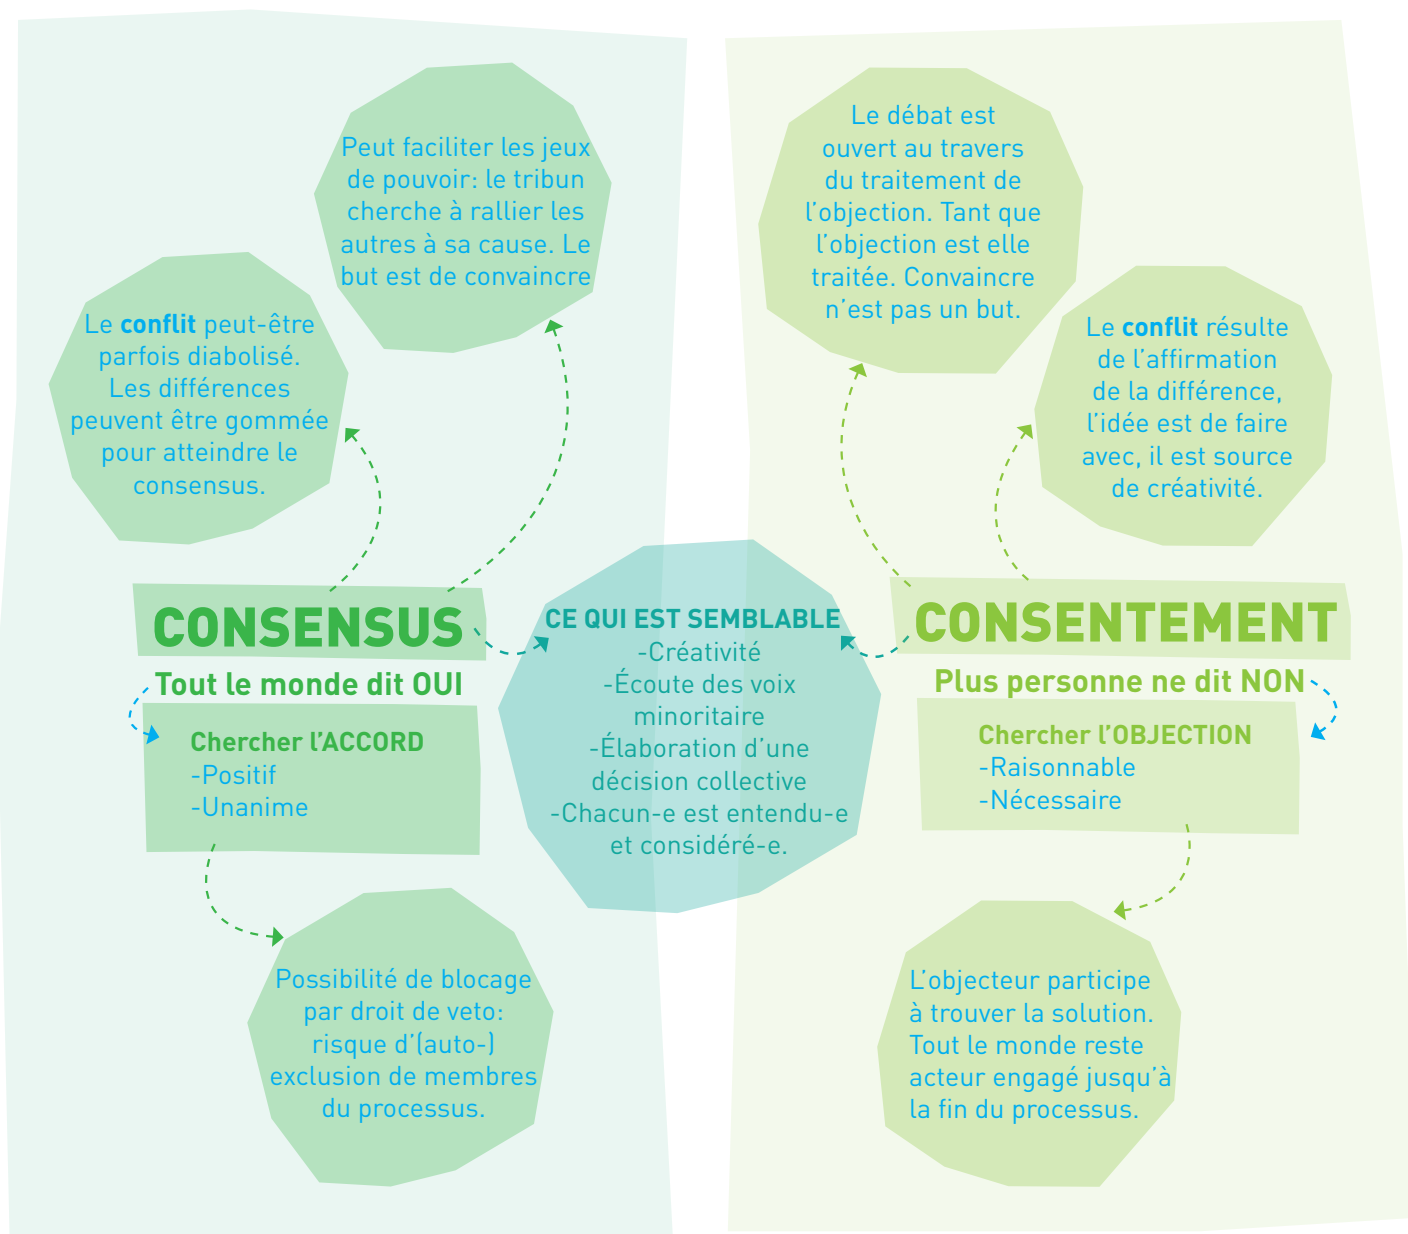 Peut faciliter les jeux
de pouvoir: le tribun
cherche à rallier les
autres à sa cause. Le
but est de convaincre
Le conflit peut-être
parfois diabolisé.
Les différences
peuvent être gommée
pour atteindre le
consensus.
CONSENSUS
Tout le monde dit OUI
Chercher l’ACCORD
-Positif
-Unanime
Possibilité de blocage
par droit de veto:
risque d’(auto-)
exclusion de membres
du processus.
CE QUI EST SEMBLABLE
-Créativité
-Écoute des voix
minoritaire
-Élaboration d’une
décision collective
-Chacun-e est entendu-e
et considéré-e.
Le débat est
ouvert au travers
du traitement de
l’objection. Tant que
l’objection est elle
traitée. Convaincre
n’est pas un but.
Le conflit résulte
de l’affirmation
de la différence,
l’idée est de faire
avec, il est source
de créativité.
CONSENTEMENT
Plus personne ne dit NON
Chercher l’OBJECTION
-Raisonnable
-Nécessaire
L’objecteur participe
à trouver la solution.
Tout le monde reste
acteur engagé jusqu’à
la fin du processus.